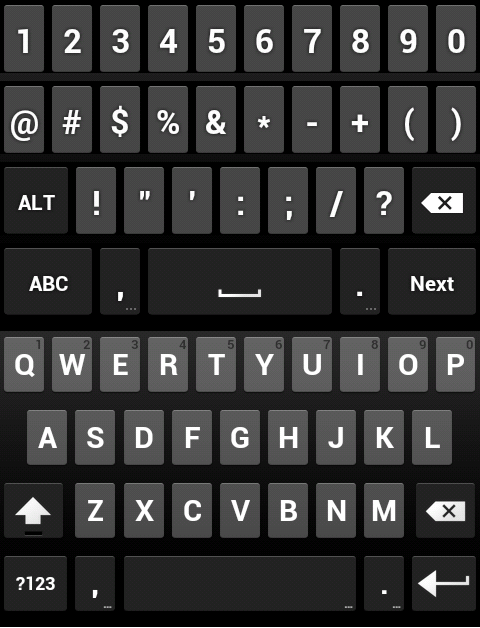 1 2 3 4 5 6 7 8 9 0
@ # $ % & * - + ( )
ALT ! " ' : ; / ?
ABC , ... . ... Next
Q 1 W 2 E 3 R 4 T 5 Y 6 U 7 I 8 O 9 P 0
A S D F G H J K L
Z X C V B N M
?123 , ... ... . ...